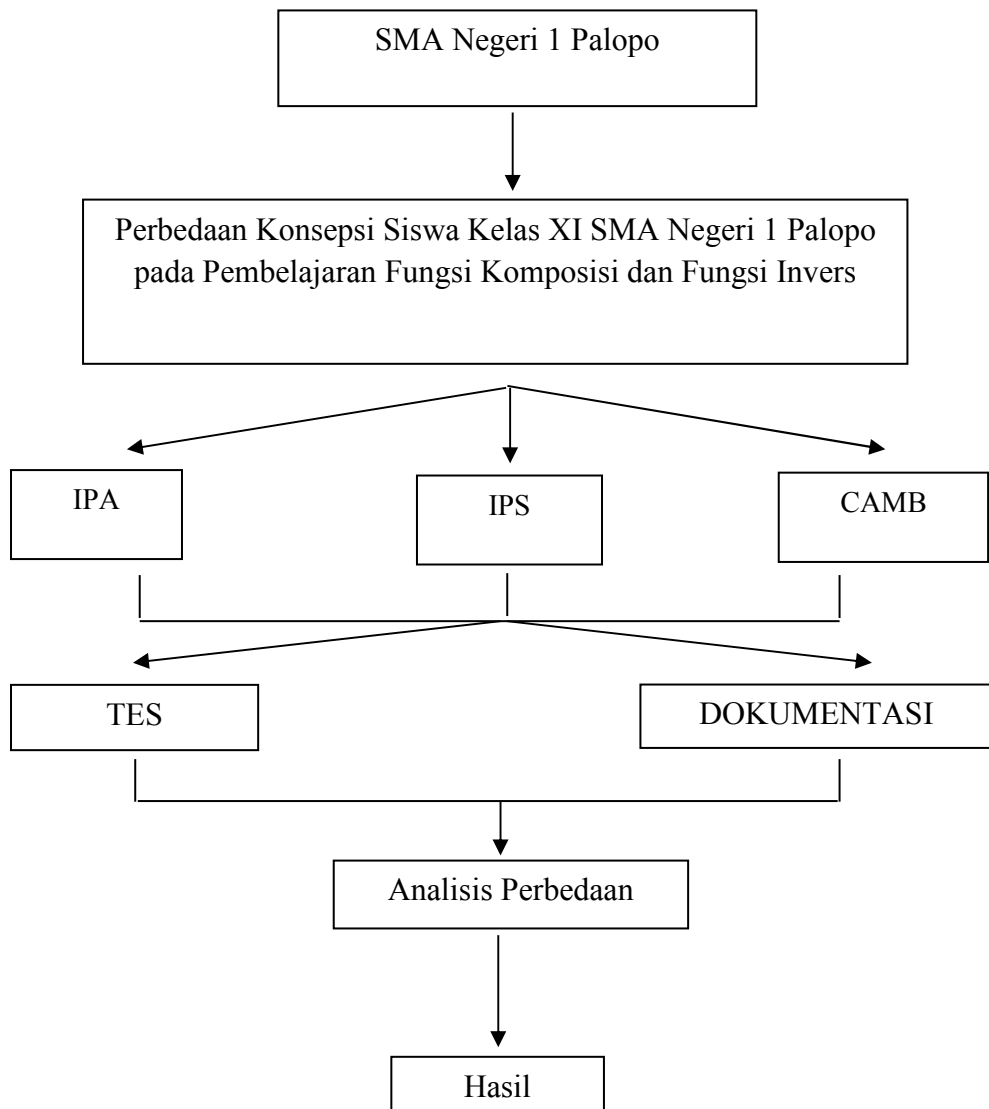 SMA Negeri 1 Palopo
Perbedaan Konsepsi Siswa Kelas XI SMA Negeri 1 Palopo
pada Pembelajaran Fungsi Komposisi dan Fungsi Invers
IPA
IPS
CAMB
TES
DOKUMENTASI
Analisis Perbedaan
Hasil